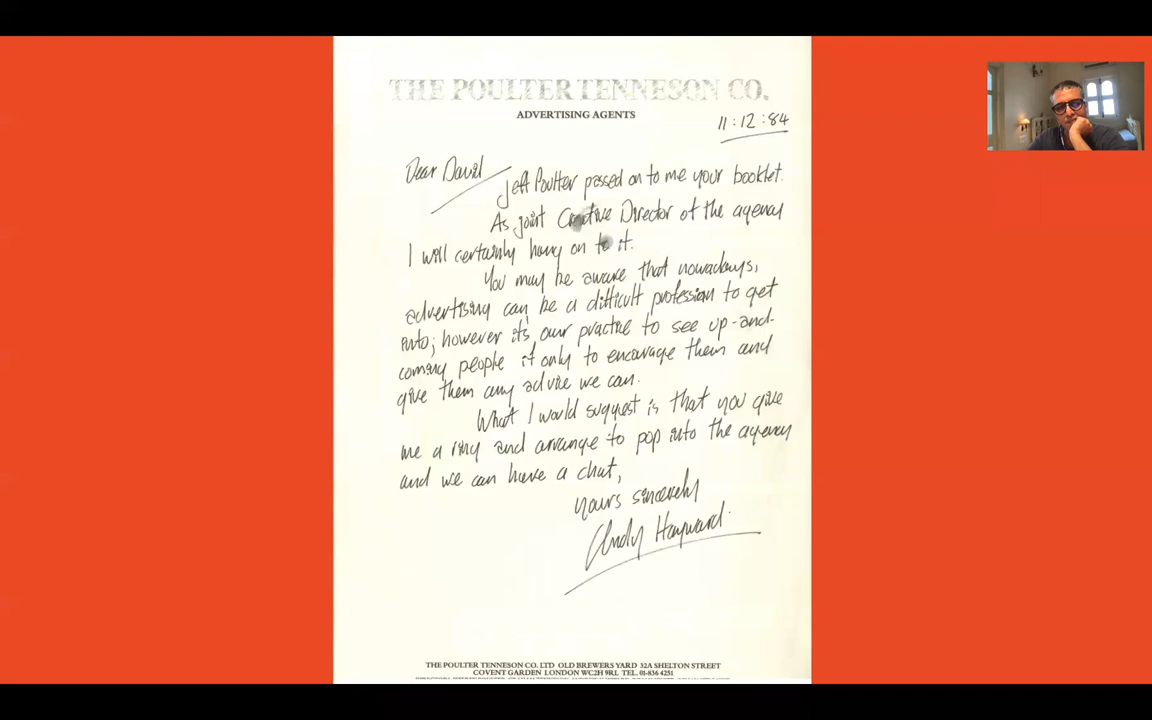 THE POULTER TENNESON CO.
ADVERTISING AGENTS
11:12:84
Dear David
Jeff Poulter passed on to me your booklet.
As joint Creative Director of the agency
I will certainly hang on to it.
You may be aware that nowadays,
advertising can be a difficult profession to get
into; however it's our practice to see up-and-
coming people if only to encourage them and
give them any advice we can.
What I would suggest is that you give
me a ring and arrange to pop into the agency
and we can have a chat,
Yours sincerely
Andy Hayward.
THE POULTER TENNESON CO. LTD OLD BREWERS YARD 32A SHELTON STREET
COVENT GARDEN LONDON WC2H 9RL TEL. 01-836 4251